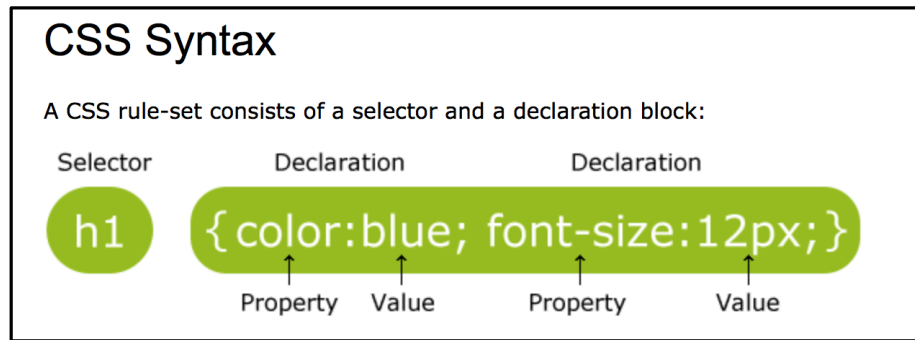 CSS Syntax
A CSS rule-set consists of a selector and a declaration block:
Selector Declaration Declaration
h1 {color:blue; font-size:12px;}
Property Value Property Value